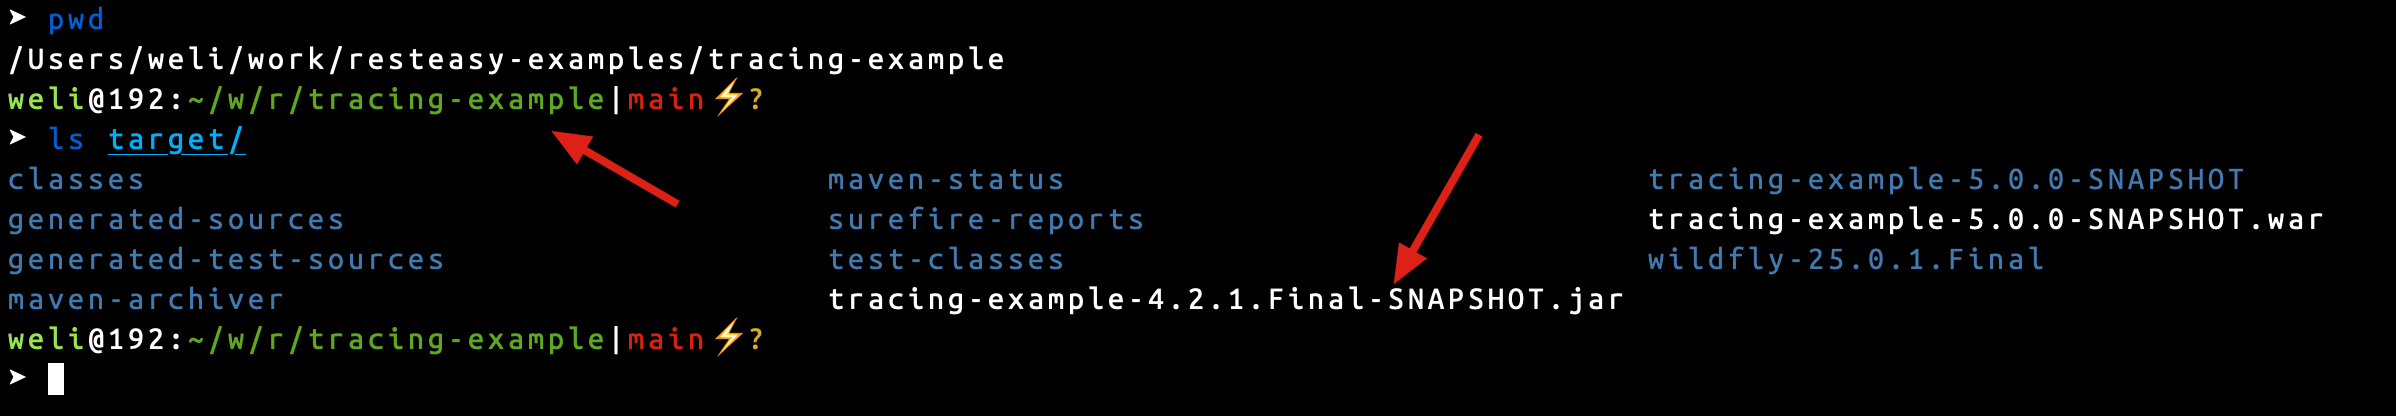 ➤ pwd
/Users/weli/work/resteasy-examples/tracing-example
weli@192:~/w/r/tracing-example|main⚡?
➤ ls target/
classes maven-status tracing-example-5.0.0-SNAPSHOT
generated-sources surefire-reports tracing-example-5.0.0-SNAPSHOT.war
generated-test-sources test-classes wildfly-25.0.1.Final
maven-archiver tracing-example-4.2.1.Final-SNAPSHOT.jar
weli@192:~/w/r/tracing-example|main⚡?
➤